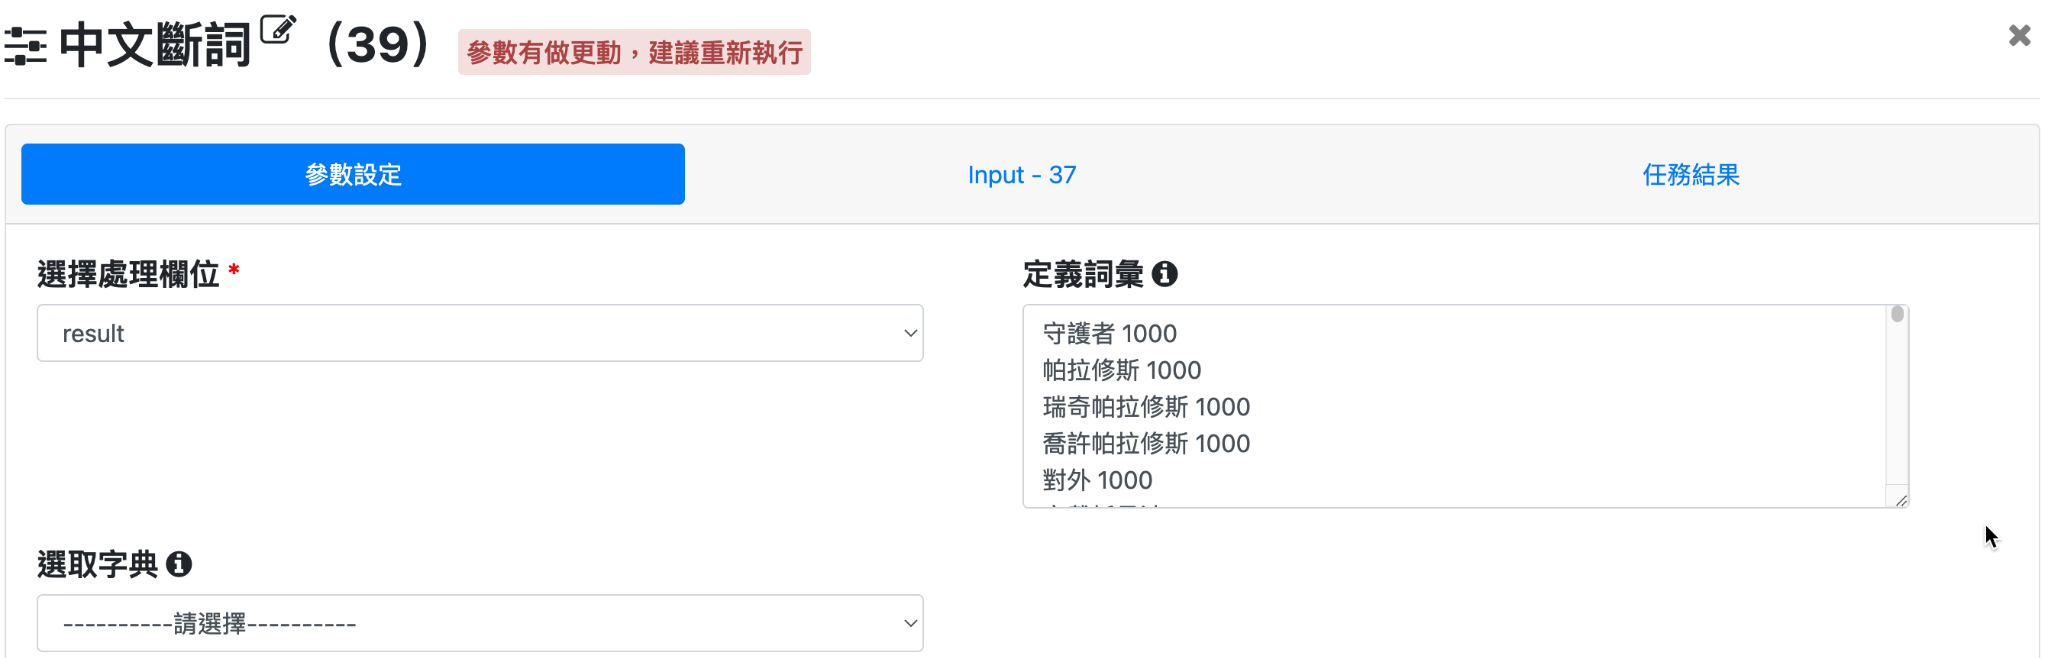 中文斷詞 (39) 參數有做更動，建議重新執行
參數設定
Input - 37
任務結果
選擇處理欄位 *
result
定義詞彙
守護者 1000
帕拉修斯 1000
瑞奇帕拉修斯 1000
喬許帕拉修斯 1000
對外 1000
選取字典
----------請選擇----------